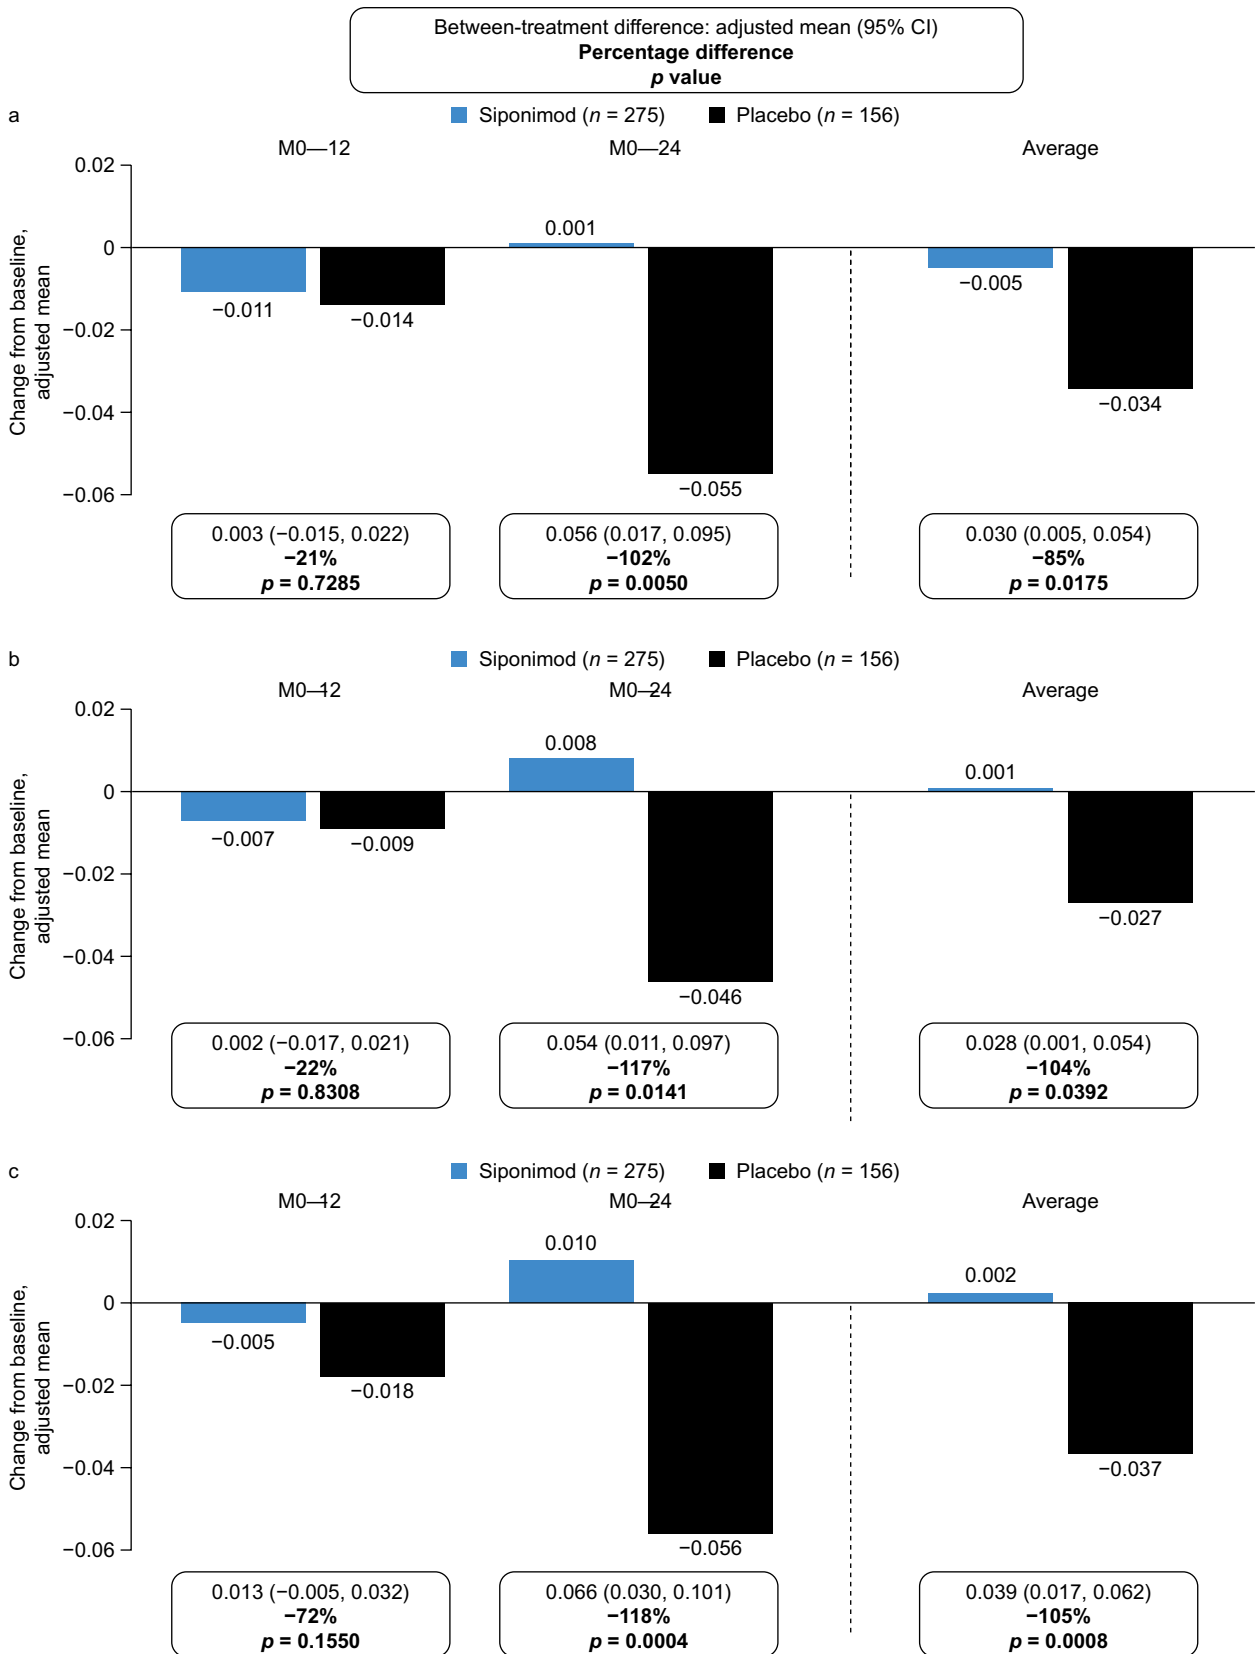 Between-treatment difference: adjusted mean (95% CI)
Percentage difference
p value
a
Siponimod (n = 275) Placebo (n = 156)
M0—12 M0—24 Average
Change from baseline,
adjusted mean
0.02
0
−0.02
−0.04
−0.06
−0.011
−0.014
0.001
−0.055
−0.005
−0.034
0.003 (−0.015, 0.022)
−21%
p = 0.7285
0.056 (0.017, 0.095)
−102%
p = 0.0050
0.030 (0.005, 0.054)
−85%
p = 0.0175
b
Siponimod (n = 275) Placebo (n = 156)
M0—12 M0—24 Average
Change from baseline,
adjusted mean
0.02
0
−0.02
−0.04
−0.06
−0.007
−0.009
0.008
−0.046
0.001
−0.027
0.002 (−0.017, 0.021)
−22%
p = 0.8308
0.054 (0.011, 0.097)
−117%
p = 0.0141
0.028 (0.001, 0.054)
−104%
p = 0.0392
c
Siponimod (n = 275) Placebo (n = 156)
M0—12 M0—24 Average
Change from baseline,
adjusted mean
0.02
0
−0.02
−0.04
−0.06
−0.005
−0.018
0.010
−0.056
0.002
−0.037
0.013 (−0.005, 0.032)
−72%
p = 0.1550
0.066 (0.030, 0.101)
−118%
p = 0.0004
0.039 (0.017, 0.062)
−105%
p = 0.0008